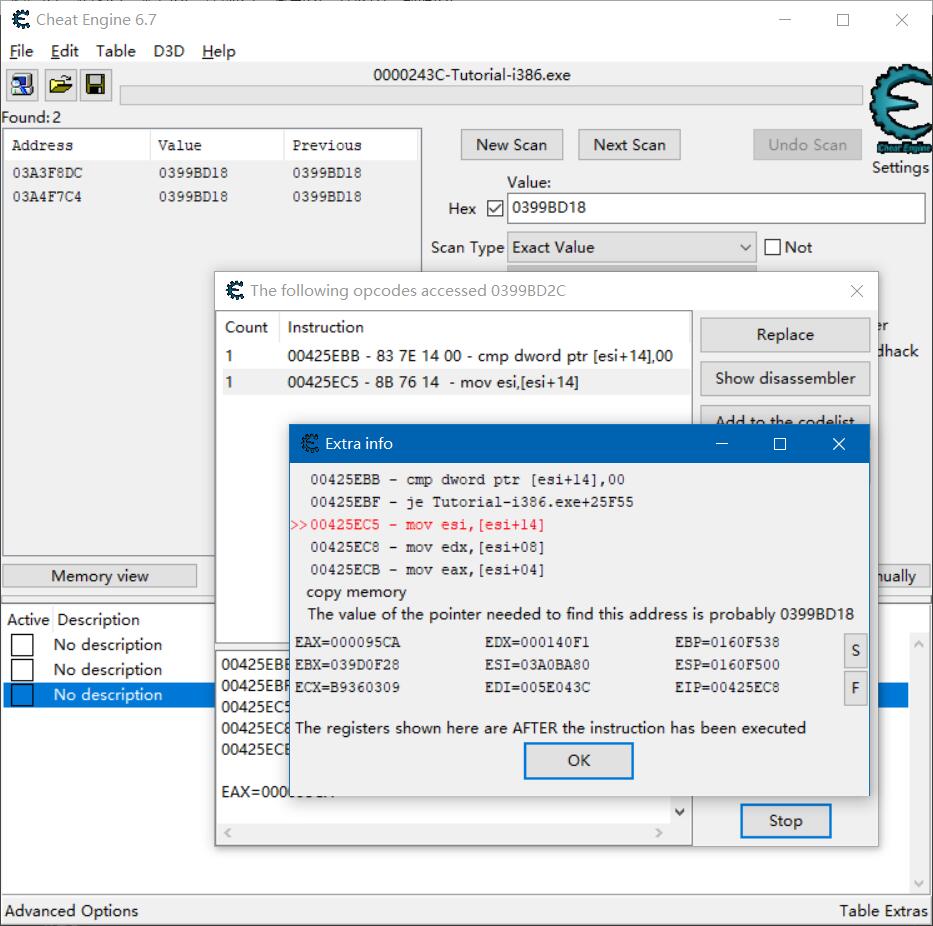 Cheat Engine 6.7
File Edit Table D3D Help
0000243C-Tutorial-i386.exe
Found: 2
Address Value Previous
03A3F8DC 0399BD18 0399BD18
03A4F7C4 0399BD18 0399BD18
New Scan Next Scan Undo Scan
Cheat Engine
Settings
Value:
Hex 0399BD18
Scan Type Exact Value Not
The following opcodes accessed 0399BD2C
Count Instruction
1 00425EBB - 83 7E 14 00 - cmp dword ptr [esi+14],00
1 00425EC5 - 8B 76 14 - mov esi,[esi+14]
Replace
Show disassembler
Add to the codelist
er
dhack
Extra info
00425EBB - cmp dword ptr [esi+14],00
00425EBF - je Tutorial-i386.exe+25F55
>>00425EC5 - mov esi,[esi+14]
00425EC8 - mov edx,[esi+08]
00425ECB - mov eax,[esi+04]
copy memory
The value of the pointer needed to find this address is probably 0399BD18
EAX=000095CA EDX=000140F1 EBP=0160F538
EBX=039D0F28 ESI=03A0BA80 ESP=0160F500
ECX=B9360309 EDI=005E043C EIP=00425EC8
S
F
The registers shown here are AFTER the instruction has been executed
OK
Memory view
nually
Active Description
No description
No description
No description
00425EBB
00425EBF
00425EC5
00425EC8
00425ECB
Stop
Advanced Options Table Extras